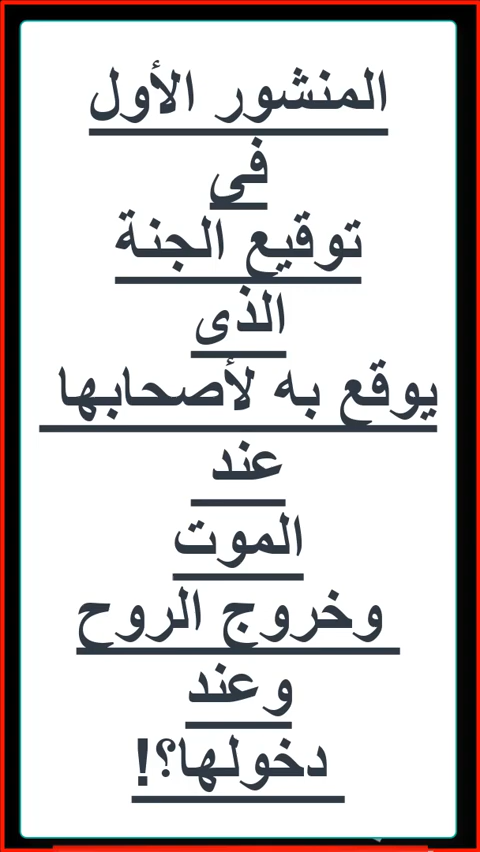 المنشور الأول
فى
توقيع الجنة
الذى
يوقع به لأصحابها
عند
الموت
وخروج الروح
وعند
دخولها؟!